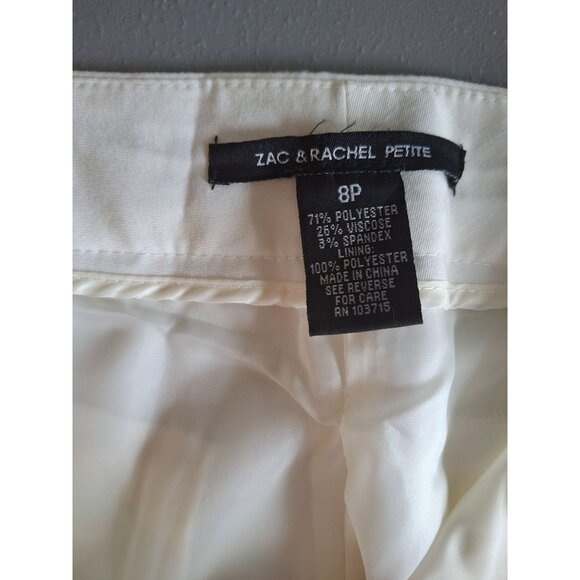 ZAC & RACHEL PETITE
8P
71% POLYESTER
26% VISCOSE
3% SPANDEX
LINING:
100% POLYESTER
MADE IN CHINA
SEE REVERSE
FOR CARE
RN 103715